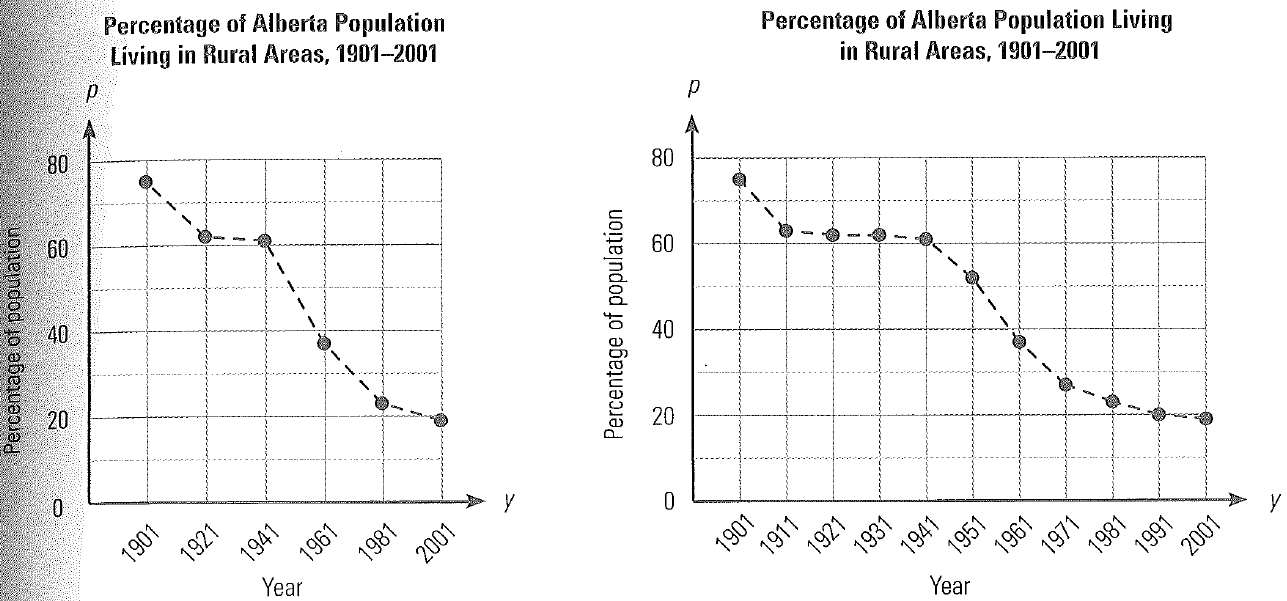 Percentage of Alberta Population
Living in Rural Areas, 1901–2001
p
80
60
40
20
0
Percentage of population
1901
1921
1941
1961
1981
2001
y
Year
Percentage of Alberta Population Living
in Rural Areas, 1901–2001
p
80
60
40
20
0
Percentage of population
1901
1911
1921
1931
1941
1951
1961
1971
1981
1991
2001
y
Year